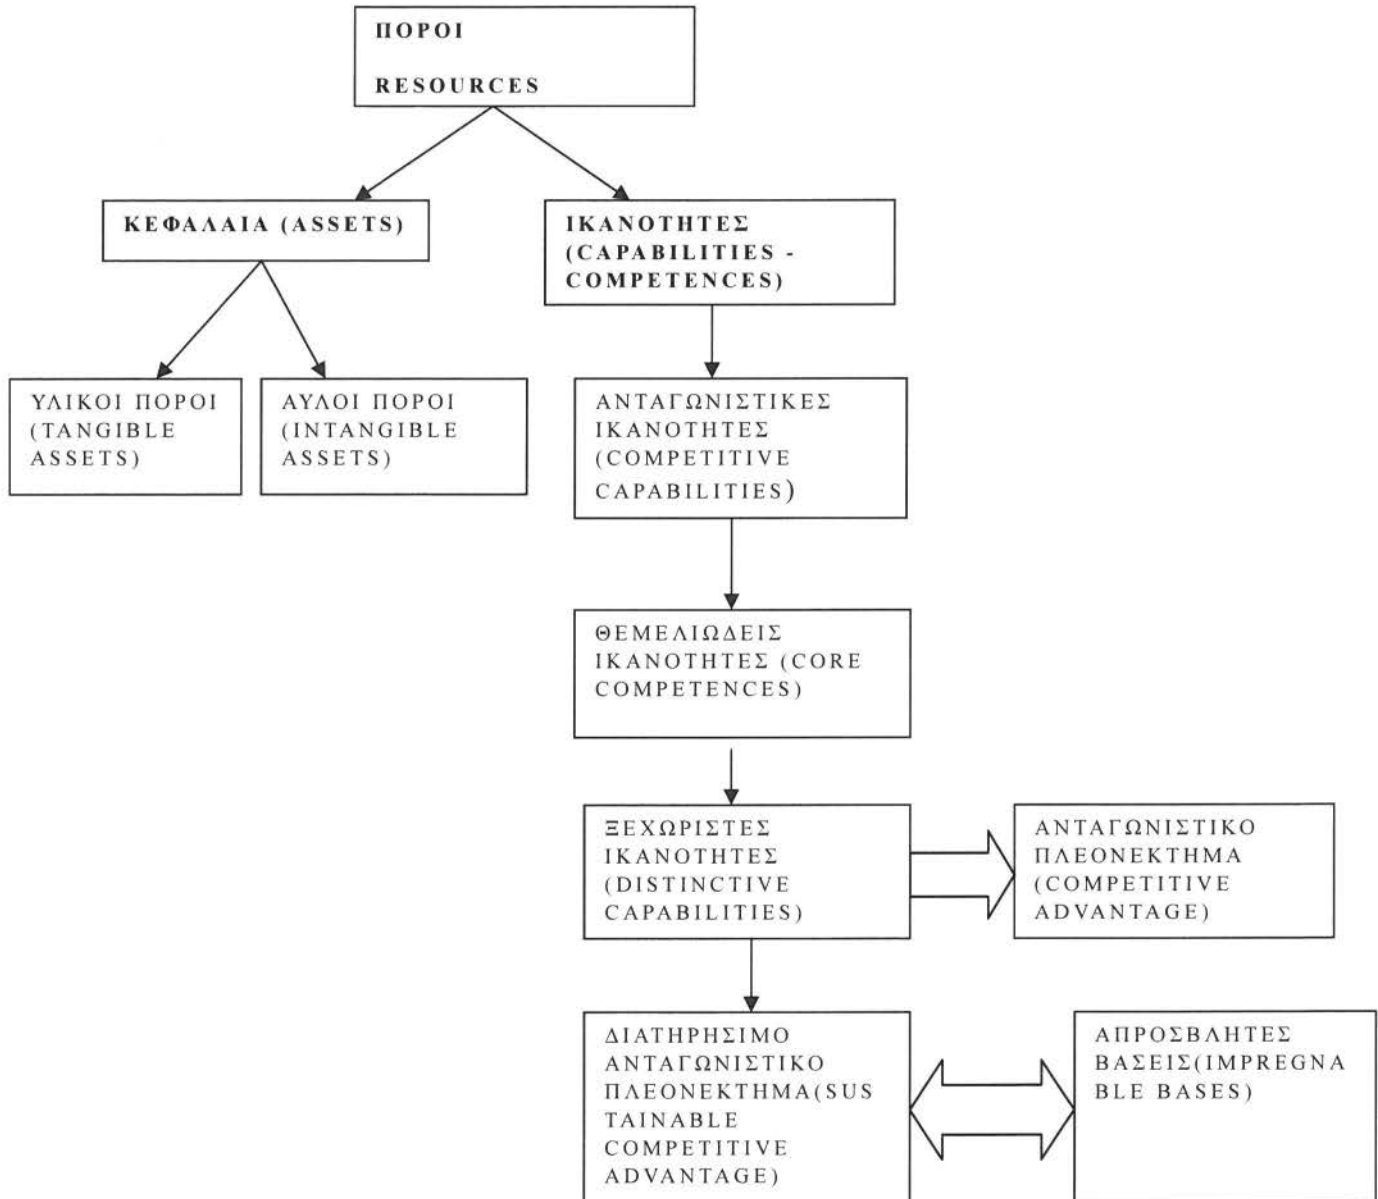 ΠΟΡΟΙ
RESOURCES
ΚΕΦΑΛΑΙΑ (ASSETS)
ΙΚΑΝΟΤΗΤΕΣ
(CAPABILITIES -
COMPETENCES)
ΥΛΙΚΟΙ ΠΟΡΟΙ
(TANGIBLE
ASSETS)
ΑΥΛΟΙ ΠΟΡΟΙ
(INTANGIBLE
ASSETS)
ΑΝΤΑΓΩΝΙΣΤΙΚΕΣ
ΙΚΑΝΟΤΗΤΕΣ
(COMPETITIVE
CAPABILITIES)
ΘΕΜΕΛΙΩΔΕΙΣ
ΙΚΑΝΟΤΗΤΕΣ (CORE
COMPETENCES)
ΞΕΧΩΡΙΣΤΕΣ
ΙΚΑΝΟΤΗΤΕΣ
(DISTINCTIVE
CAPABILITIES)
ΑΝΤΑΓΩΝΙΣΤΙΚΟ
ΠΛΕΟΝΕΚΤΗΜΑ
(COMPETITIVE
ADVANTAGE)
ΔΙΑΤΗΡΗΣΙΜΟ
ΑΝΤΑΓΩΝΙΣΤΙΚΟ
ΠΛΕΟΝΕΚΤΗΜΑ(SUS
TAINABLE
COMPETITIVE
ADVANTAGE)
ΑΠΡΟΣΒΛΗΤΕΣ
ΒΑΣΕΙΣ(IMPREGNA
BLE BASES)